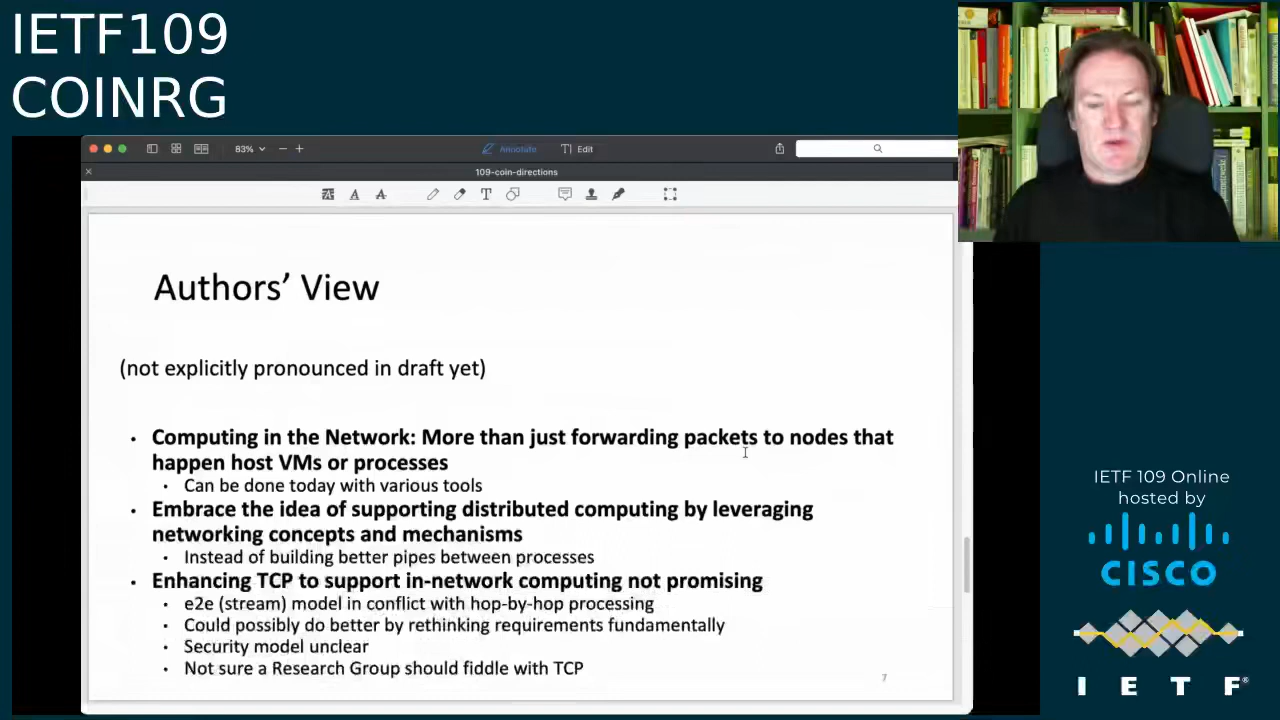 IETF109
COINRG
83%
Annotate
Edit
109-coin-directions
Authors’ View
(not explicitly pronounced in draft yet)
• Computing in the Network: More than just forwarding packets to nodes that
happen host VMs or processes
• Can be done today with various tools
• Embrace the idea of supporting distributed computing by leveraging
networking concepts and mechanisms
• Instead of building better pipes between processes
• Enhancing TCP to support in-network computing not promising
• e2e (stream) model in conflict with hop-by-hop processing
• Could possibly do better by rethinking requirements fundamentally
• Security model unclear
• Not sure a Research Group should fiddle with TCP
7
IETF 109 Online
hosted by
CISCO
IETF®